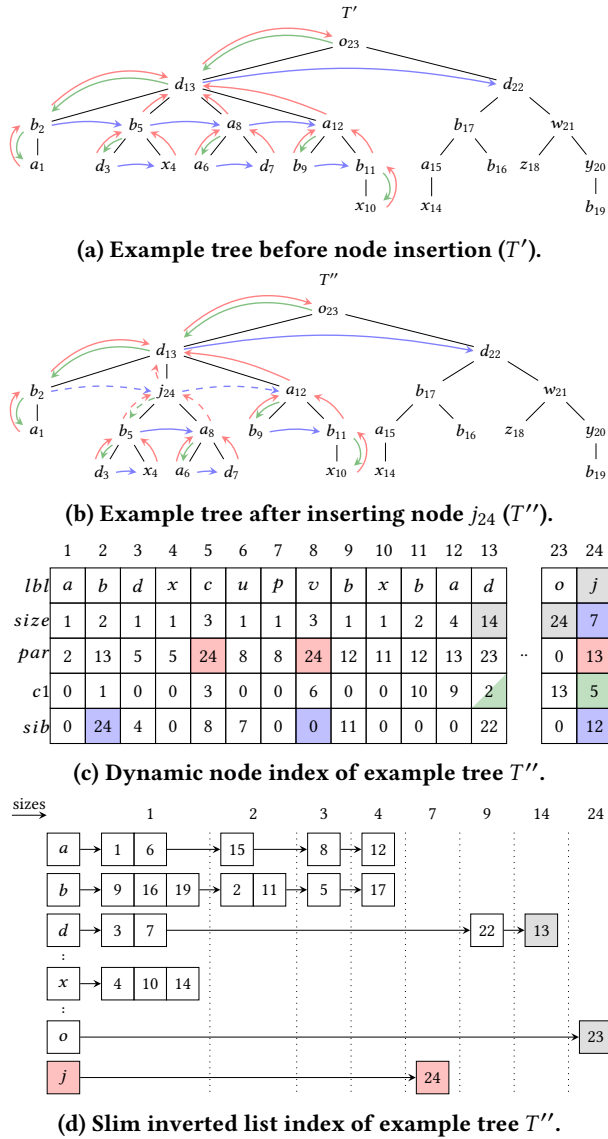 T′
o23
d13 d22
b2 b5 a8 a12 b17 w21
a1 d3 x4 a6 d7 b9 b11 a15 b16 z18 y20
x10 x14 b19
(a) Example tree before node insertion (T′).
T′′
o23
d13 d22
b2 j24 a12 b17 w21
a1 b5 a8 b9 b11 a15 b16 z18 y20
d3 x4 a6 d7 x10 x14 b19
(b) Example tree after inserting node j24 (T′′).
1 2 3 4 5 6 7 8 9 10 11 12 13 23 24
lbl a b d x c u p v b x b a d o j
size 1 2 1 1 3 1 1 3 1 1 2 4 14 24 7
par 2 13 5 5 24 8 8 24 12 11 12 13 23 .. 0 13
c1 0 1 0 0 3 0 0 6 0 0 10 9 2 13 5
sib 0 24 4 0 8 7 0 0 11 0 0 0 22 0 12
(c) Dynamic node index of example tree T′′.
sizes 1 2 3 4 7 9 14 24
a 1 6 15 8 12
b 9 16 19 2 11 5 17
d 3 7 22 13
:
x 4 10 14
:
o 23
j 24
(d) Slim inverted list index of example tree T′′.